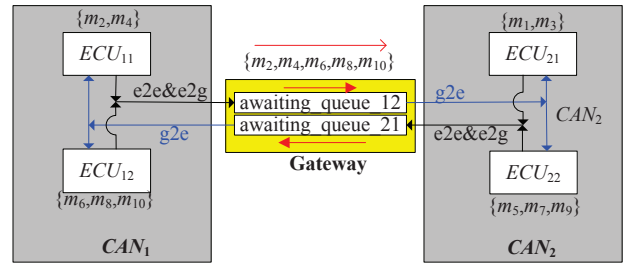 {m₂,m₄}
ECU₁₁
{m₂,m₄,m₆,m₈,m₁₀}
{m₁,m₃}
ECU₂₁
e2e&e2g
awaiting_queue_12
g2e
CAN₂
g2e
awaiting_queue_21
e2e&e2g
Gateway
ECU₁₂
{m₆,m₈,m₁₀}
CAN₁
ECU₂₂
{m₅,m₇,m₉}
CAN₂